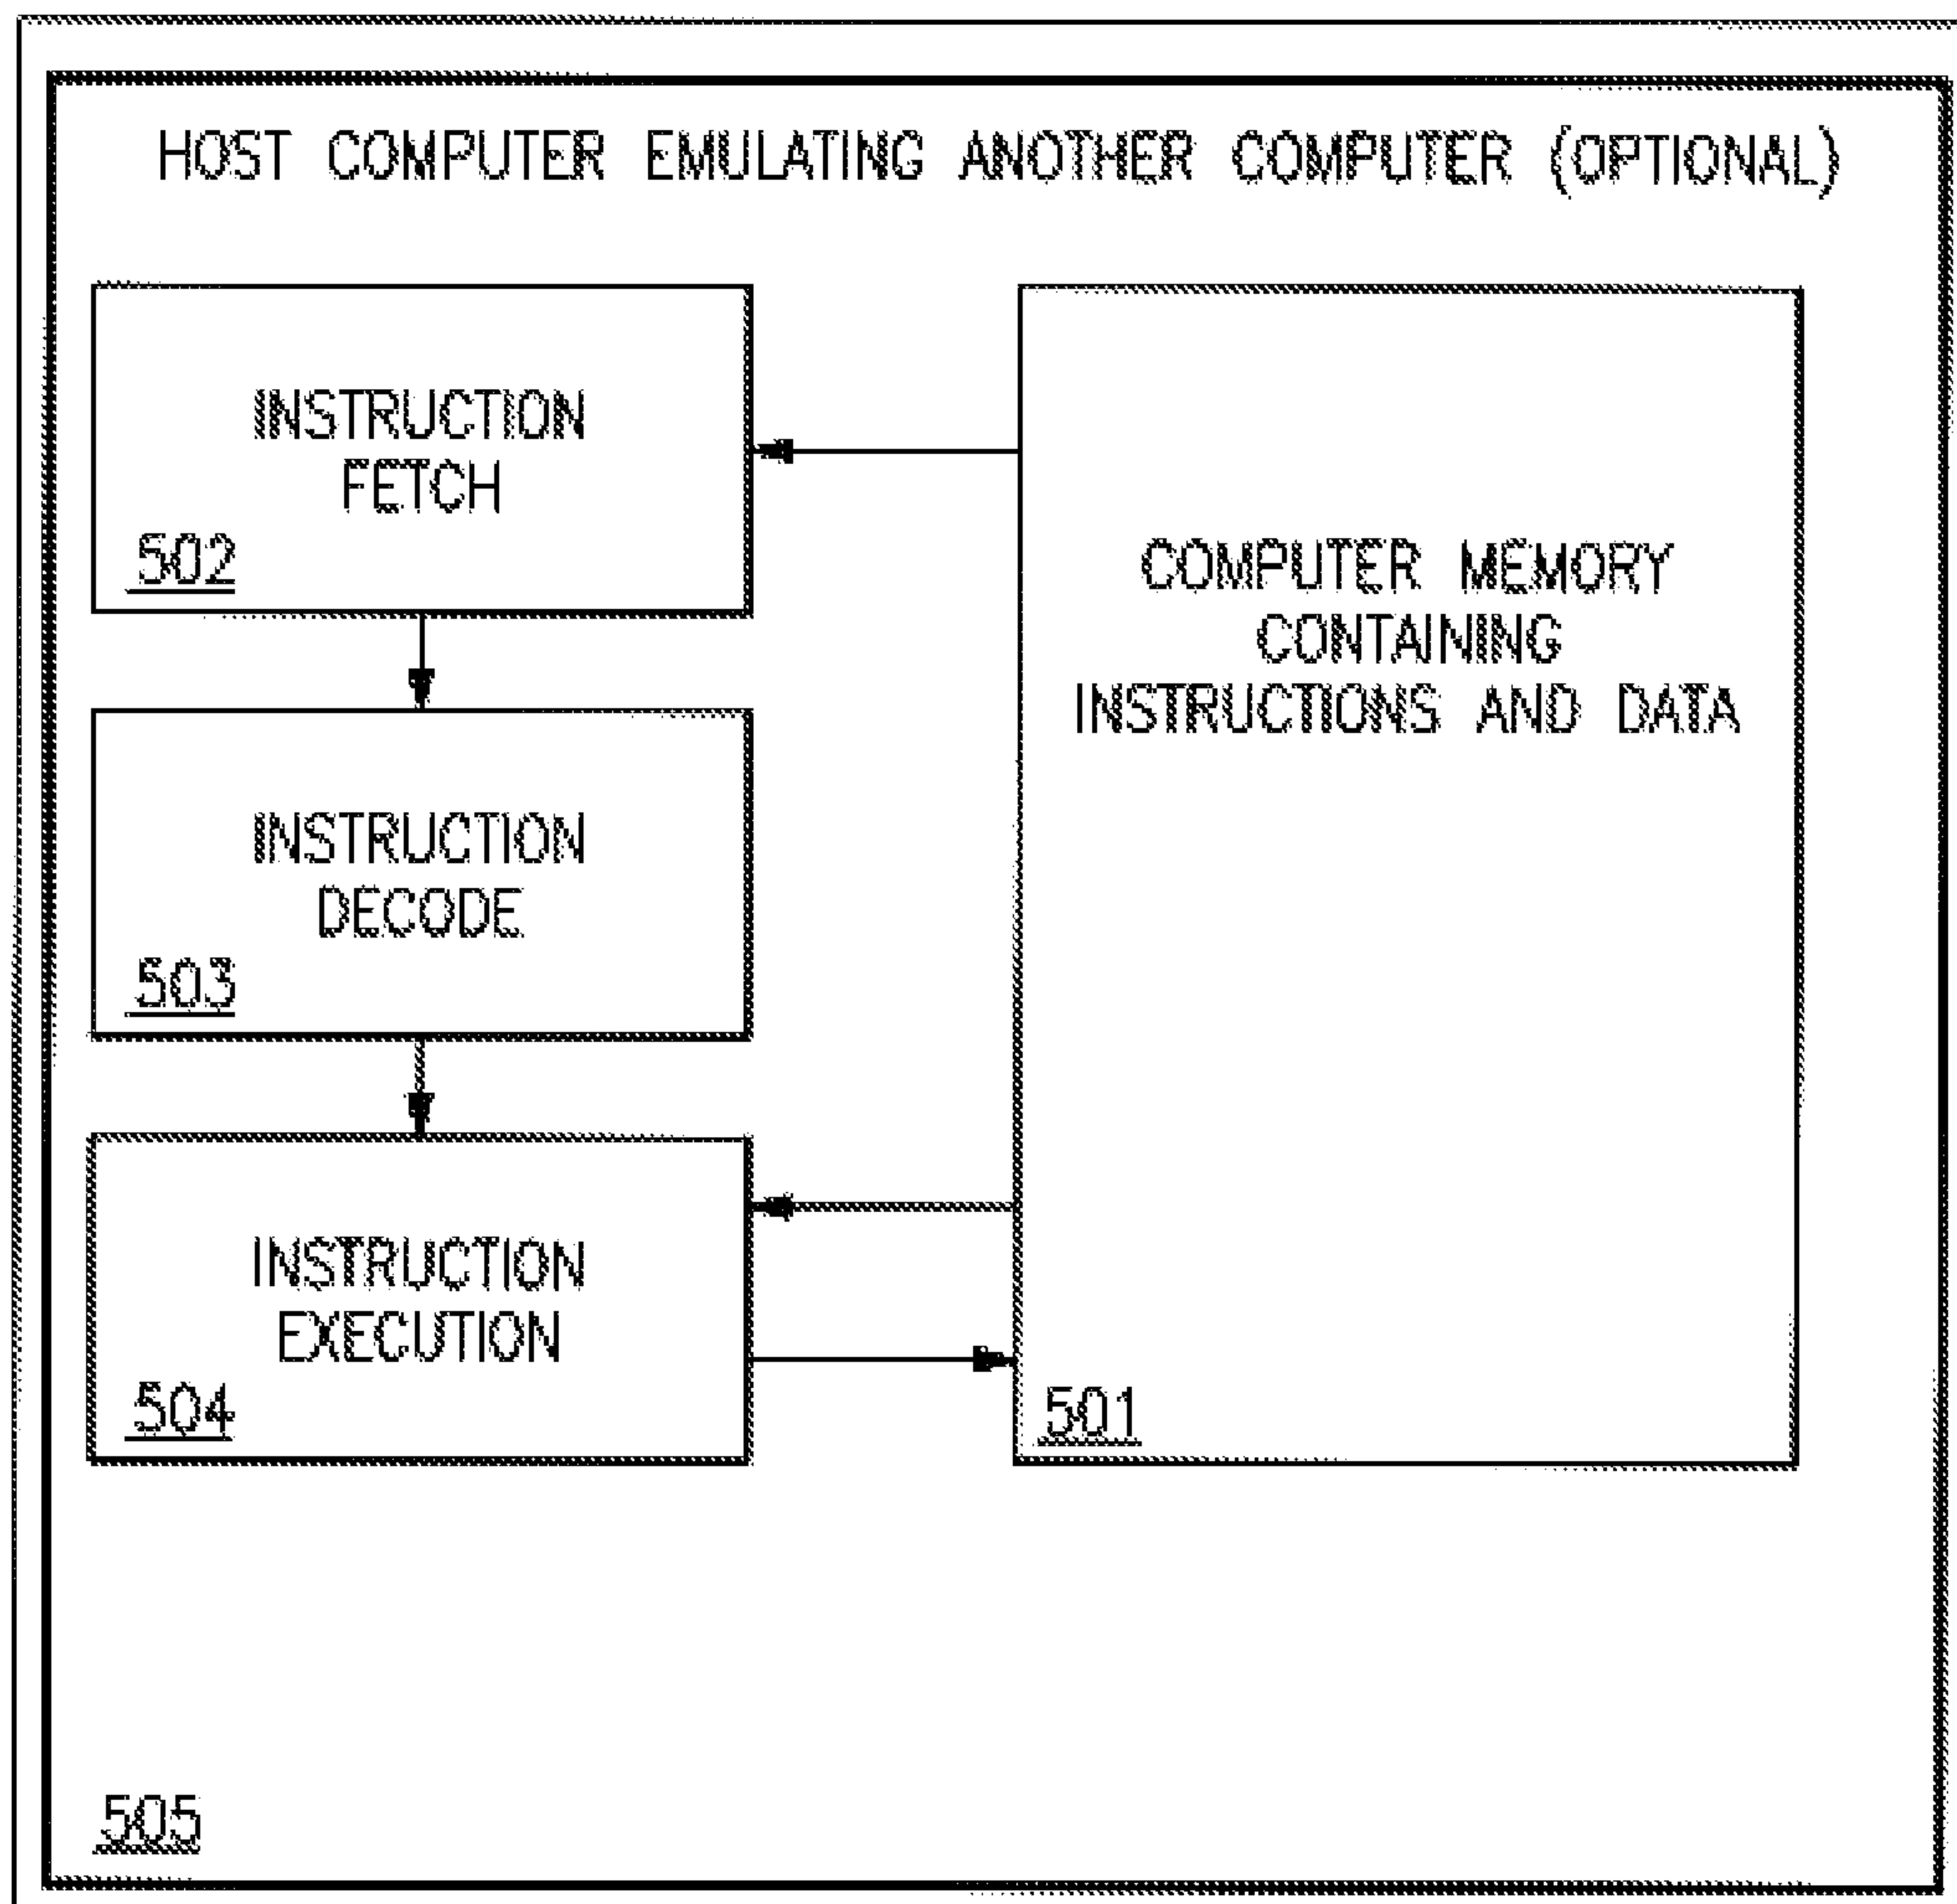 HOST COMPUTER EMULATING ANOTHER COMPUTER (OPTIONAL)
INSTRUCTION
FETCH
502
INSTRUCTION
DECODE
503
INSTRUCTION
EXECUTION
504
COMPUTER MEMORY
CONTAINING
INSTRUCTIONS AND DATA
501
505